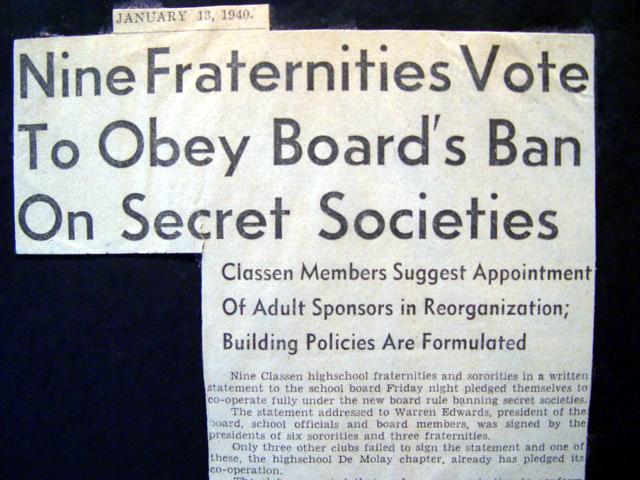 JANUARY 13, 1940.
Nine Fraternities Vote
To Obey Board's Ban
On Secret Societies
Classen Members Suggest Appointment
Of Adult Sponsors in Reorganization;
Building Policies Are Formulated
Nine Classen highschool fraternities and sororities in a written
statement to the school board Friday night pledged themselves to
co-operate fully under the new board rule banning secret societies.
The statement addressed to Warren Edwards, president of the
board, school officials and board members, was signed by the
presidents of six sororities and three fraternities.
Only three other clubs failed to sign the statement and one of
these, the highschool De Molay chapter, already has pledged its
co-operation.